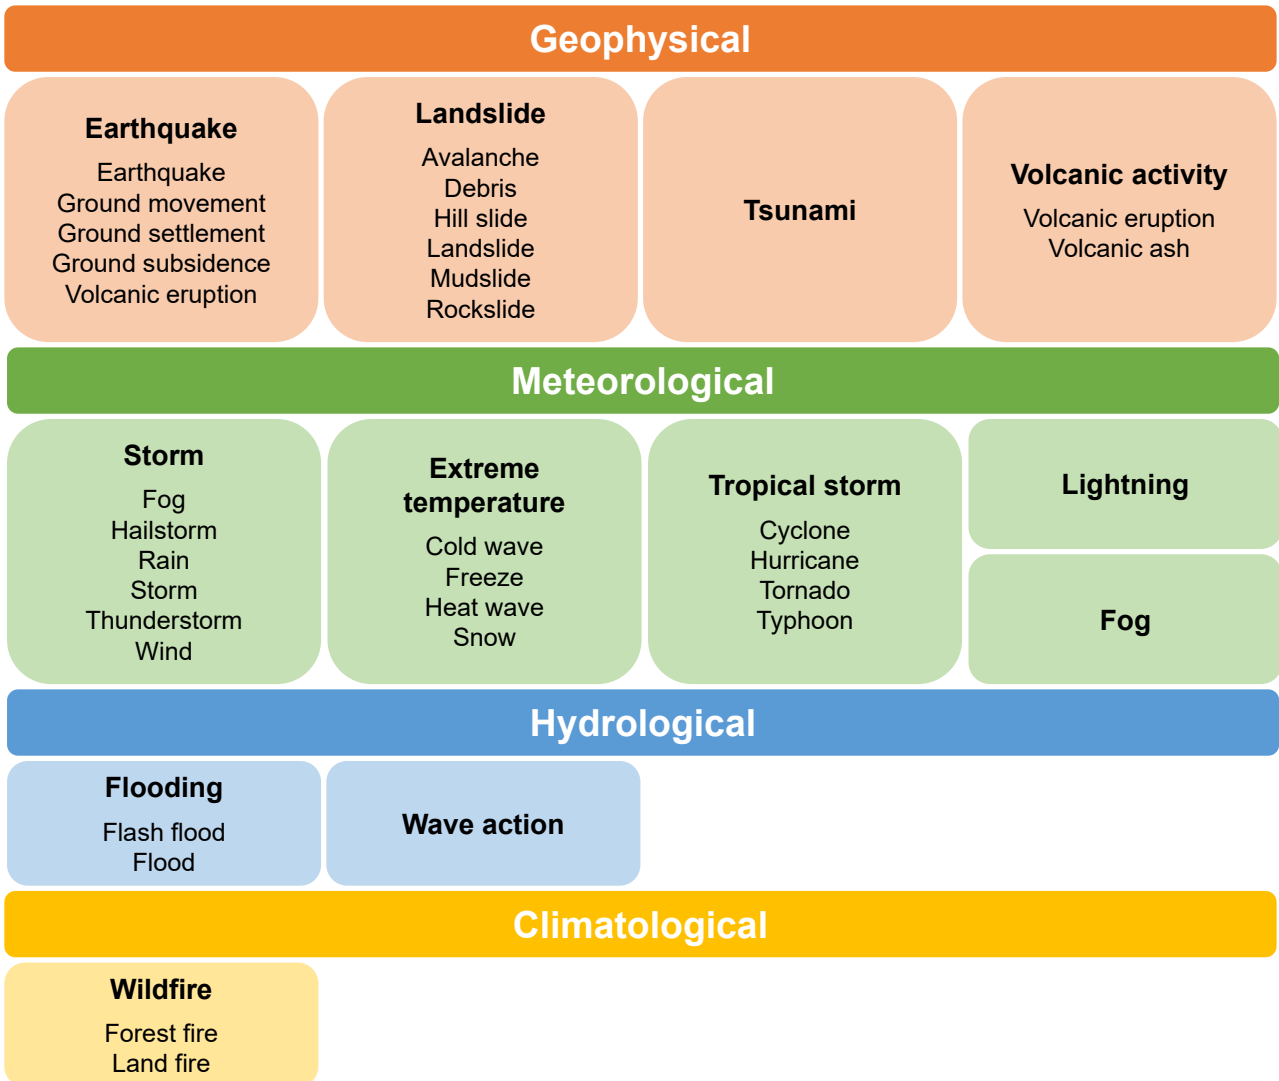 Geophysical
Earthquake
Earthquake
Ground movement
Ground settlement
Ground subsidence
Volcanic eruption
Landslide
Avalanche
Debris
Hill slide
Landslide
Mudslide
Rockslide
Tsunami
Volcanic activity
Volcanic eruption
Volcanic ash
Meteorological
Storm
Fog
Hailstorm
Rain
Storm
Thunderstorm
Wind
Extreme
temperature
Cold wave
Freeze
Heat wave
Snow
Tropical storm
Cyclone
Hurricane
Tornado
Typhoon
Lightning
Fog
Hydrological
Flooding
Flash flood
Flood
Wave action
Climatological
Wildfire
Forest fire
Land fire